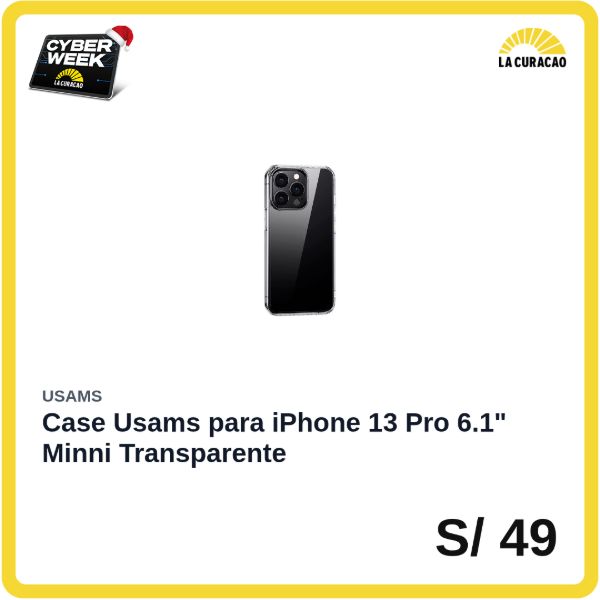 CYBER
WEEK
LA CURACAO
LA CURACAO
USAMS
Case Usams para iPhone 13 Pro 6.1"
Minni Transparente
S/ 49